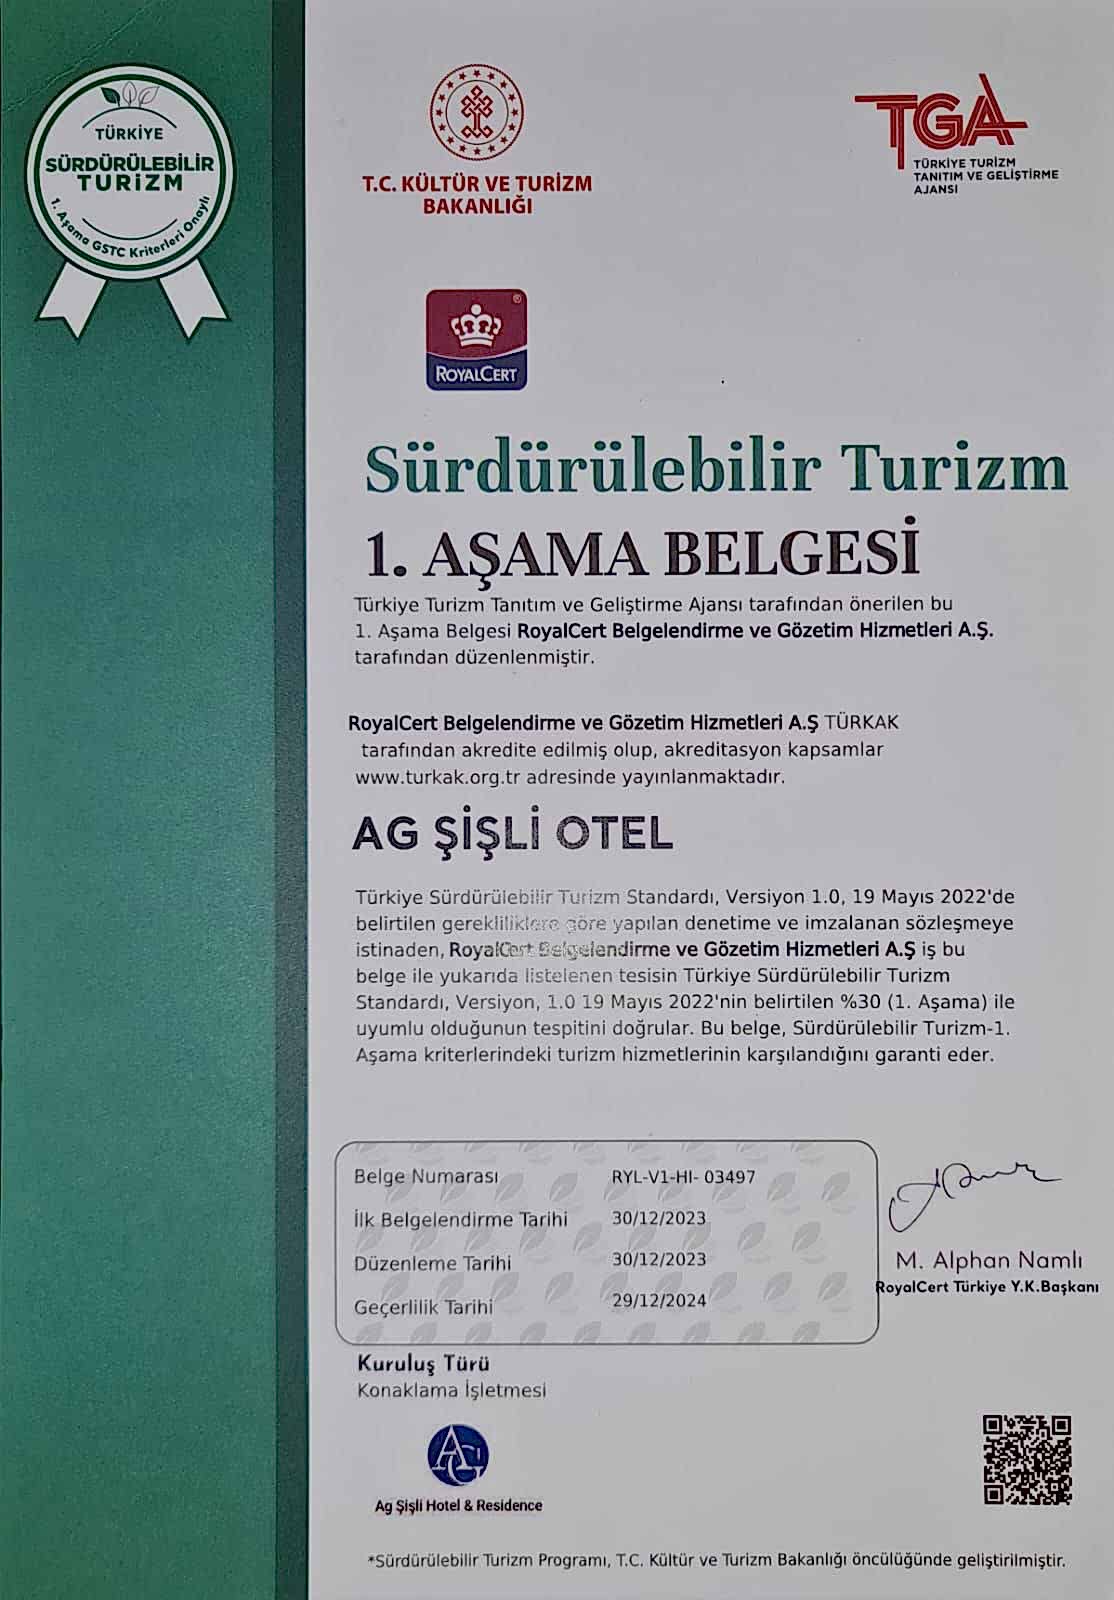 TÜRKİYE
SÜRDÜRÜLEBİLİR
TURİZM
1. Aşama GSTC Kriterleri Onaylı
T.C. KÜLTÜR VE TURİZM
BAKANLIĞI
TGA
TÜRKİYE TURİZM
TANITIM VE GELİŞTİRME
AJANSI
ROYALCERT
®
Sürdürülebilir Turizm
1. AŞAMA BELGESİ
Türkiye Turizm Tanıtım ve Geliştirme Ajansı tarafından önerilen bu
1. Aşama Belgesi RoyalCert Belgelendirme ve Gözetim Hizmetleri A.Ş.
tarafından düzenlenmiştir.
RoyalCert Belgelendirme ve Gözetim Hizmetleri A.Ş TÜRKAK
tarafından akredite edilmiş olup, akreditasyon kapsamlar
www.turkak.org.tr adresinde yayınlanmaktadır.
AG ŞİŞLİ OTEL
Türkiye Sürdürülebilir Turizm Standardı, Versiyon 1.0, 19 Mayıs 2022'de
belirtilen gerekliliklere göre yapılan denetime ve imzalanan sözleşmeye
istinaden, RoyalCert Belgelendirme ve Gözetim Hizmetleri A.Ş iş bu
belge ile yukarıda listelenen tesisin Türkiye Sürdürülebilir Turizm
Standardı, Versiyon, 1.0 19 Mayıs 2022'nin belirtilen %30 (1. Aşama) ile
uyumlu olduğunun tespitini doğrular. Bu belge, Sürdürülebilir Turizm-1.
Aşama kriterlerindeki turizm hizmetlerinin karşılandığını garanti eder.
Belge Numarası RYL-V1-HI- 03497
İlk Belgelendirme Tarihi 30/12/2023
Düzenleme Tarihi 30/12/2023
Geçerlilik Tarihi 29/12/2024
M. Alphan Namlı
RoyalCert Türkiye Y.K.Başkanı
Kuruluş Türü
Konaklama İşletmesi
AG
Ag Şişli Hotel & Residence
*Sürdürülebilir Turizm Programı, T.C. Kültür ve Turizm Bakanlığı öncülüğünde geliştirilmiştir.